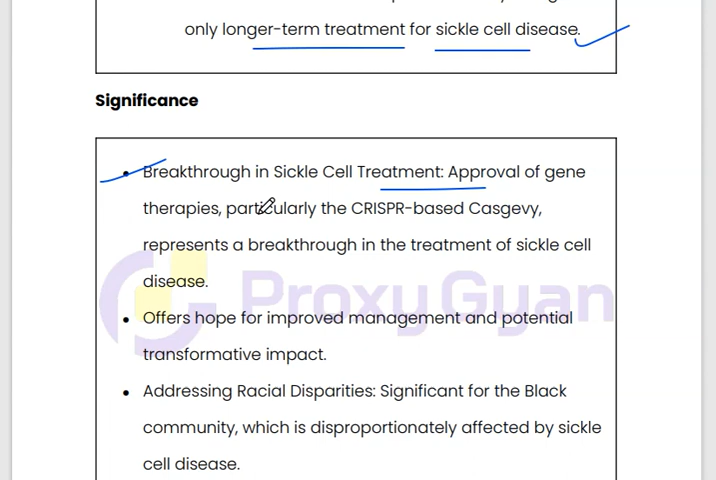 only longer-term treatment for sickle cell disease.
Significance
• Breakthrough in Sickle Cell Treatment: Approval of gene
therapies, particularly the CRISPR-based Casgevy,
represents a breakthrough in the treatment of sickle cell
disease.
Proxy Gyan
• Offers hope for improved management and potential
transformative impact.
• Addressing Racial Disparities: Significant for the Black
community, which is disproportionately affected by sickle
cell disease.